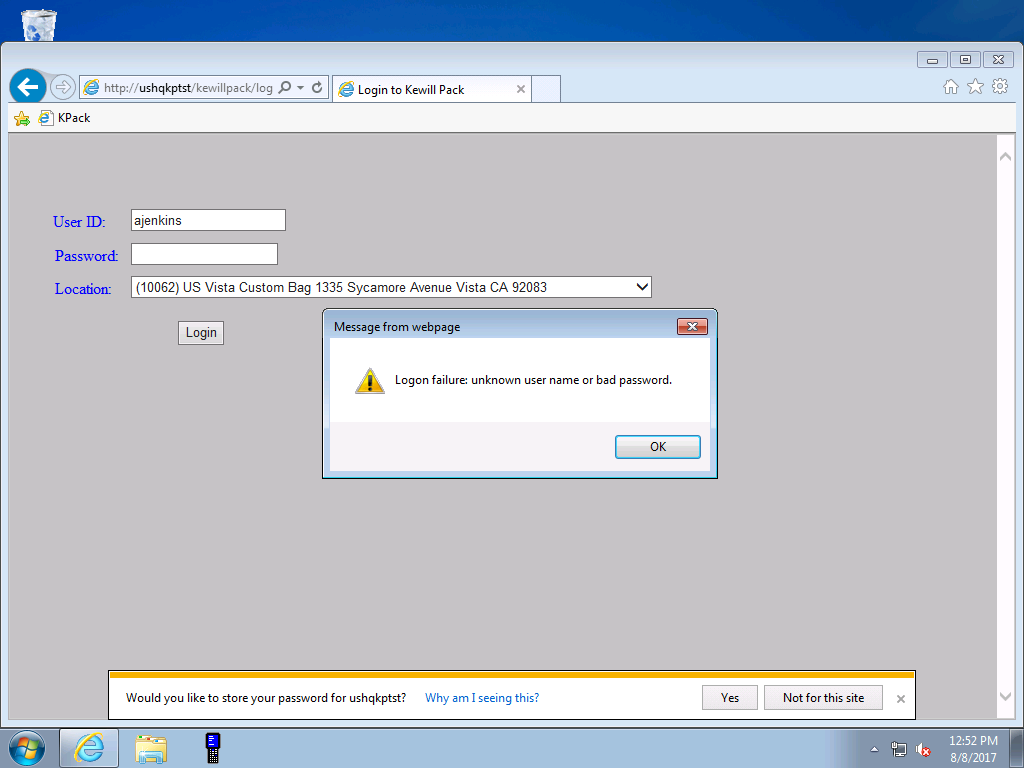 http://ushqkptst/kewillpack/log
Login to Kewill Pack
KPack
User ID:
ajenkins
Password:
Location:
(10062) US Vista Custom Bag 1335 Sycamore Avenue Vista CA 92083
Login
Message from webpage
Logon failure: unknown user name or bad password.
OK
Would you like to store your password for ushqkptst?
Why am I seeing this?
Yes
Not for this site
12:52 PM
8/8/2017